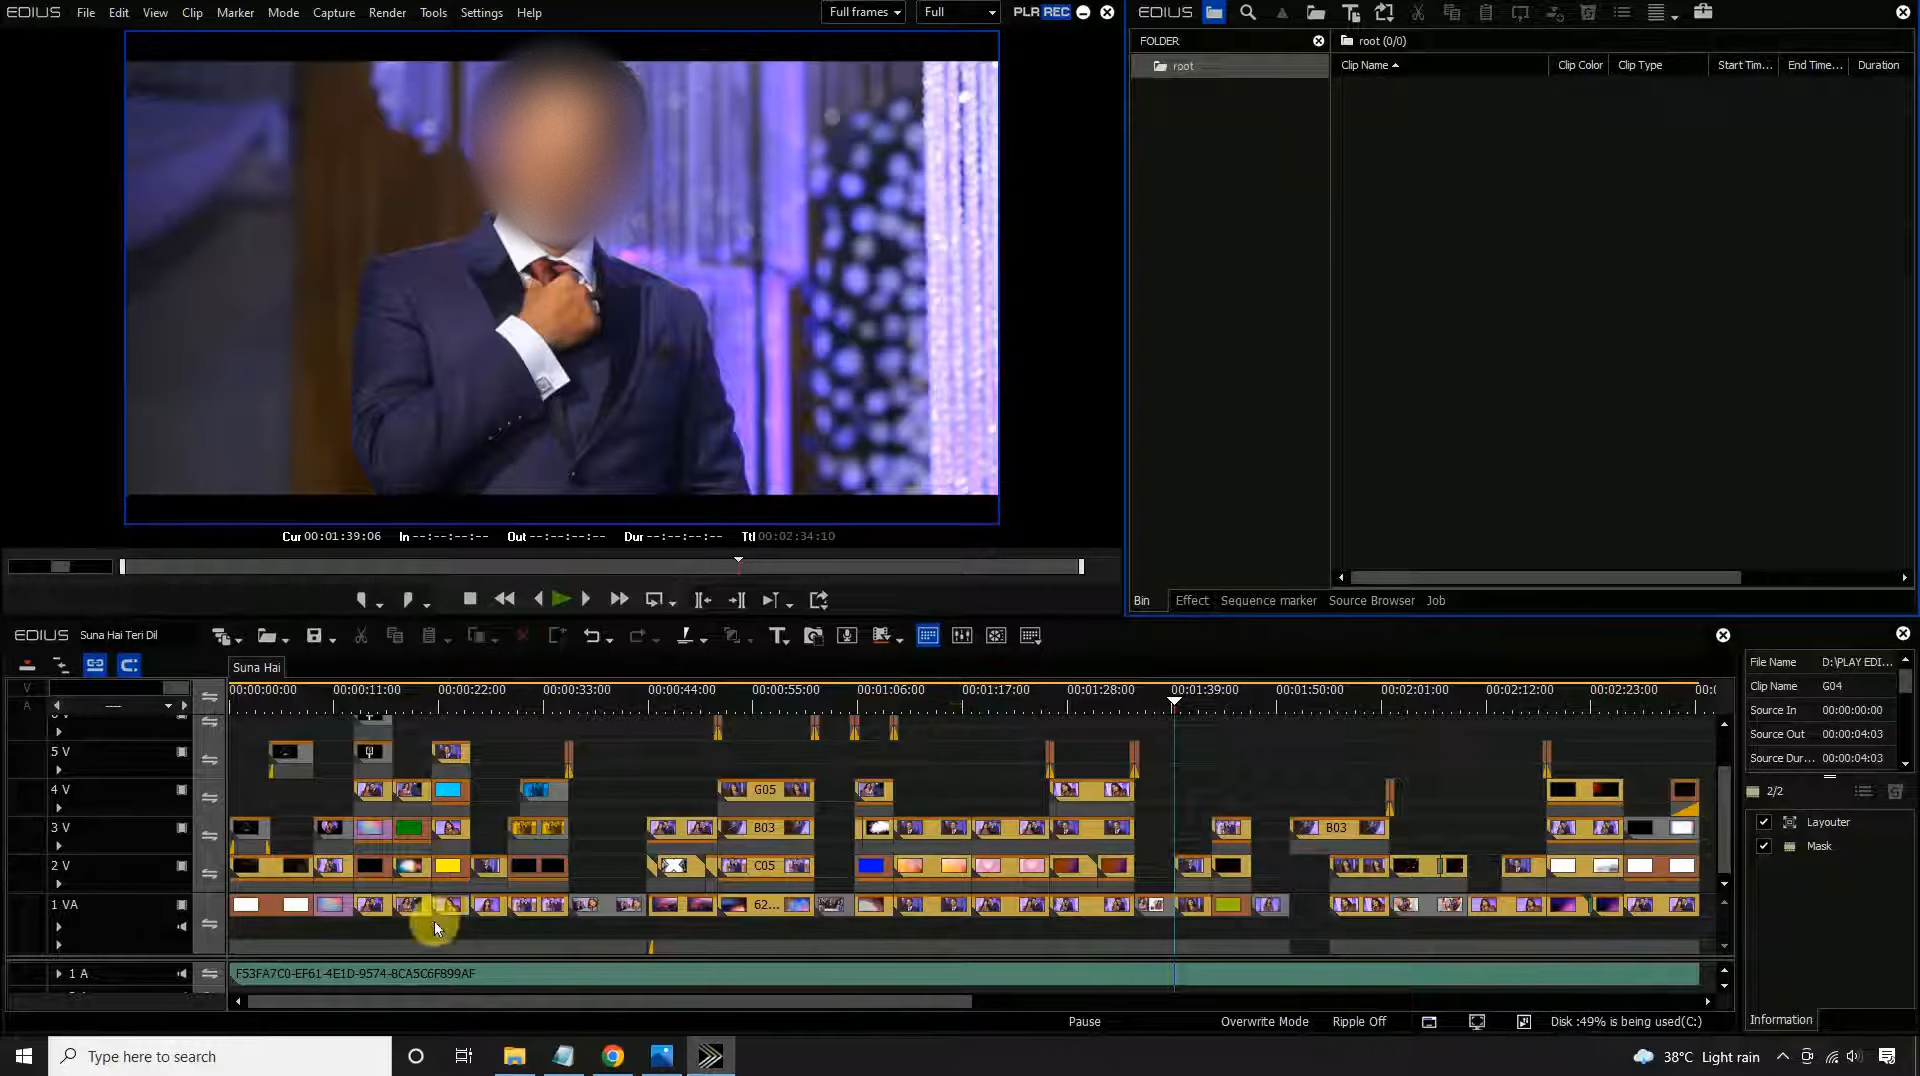 EDIUS File Edit View Clip Marker Mode Capture Render Tools Settings Help Full frames Full PLR REC
EDIUS
FOLDER
root (0/0)
root
Clip Name Clip Color Clip Type Start Tim... End Time... Duration
Cur 00:01:39:06 In --:--:--:-- Out --:--:--:-- Dur --:--:--:-- Ttl 00:02:34:10
Bin Effect Sequence marker Source Browser Job
EDIUS Suna Hai Teri Dil
Suna Hai
V
A
00:00:00:00 00:00:11:00 00:00:22:00 00:00:33:00 00:00:44:00 00:00:55:00 00:01:06:00 00:01:17:00 00:01:28:00 00:01:39:00 00:01:50:00 00:02:01:00 00:02:12:00 00:02:23:00
5 V
4 V G05
3 V B03 B03
2 V C05
1 VA 62...
1 A F53FA7C0-EF61-4E1D-9574-8CA5C6F899AF
File Name D:\PLAY EDI...
Clip Name G04
Source In 00:00:00:00
Source Out 00:00:04:03
Source Dur... 00:00:04:03
2/2
Layouter
Mask
Information
Pause Overwrite Mode Ripple Off Disk :49% is being used(C:)
Type here to search 38°C Light rain